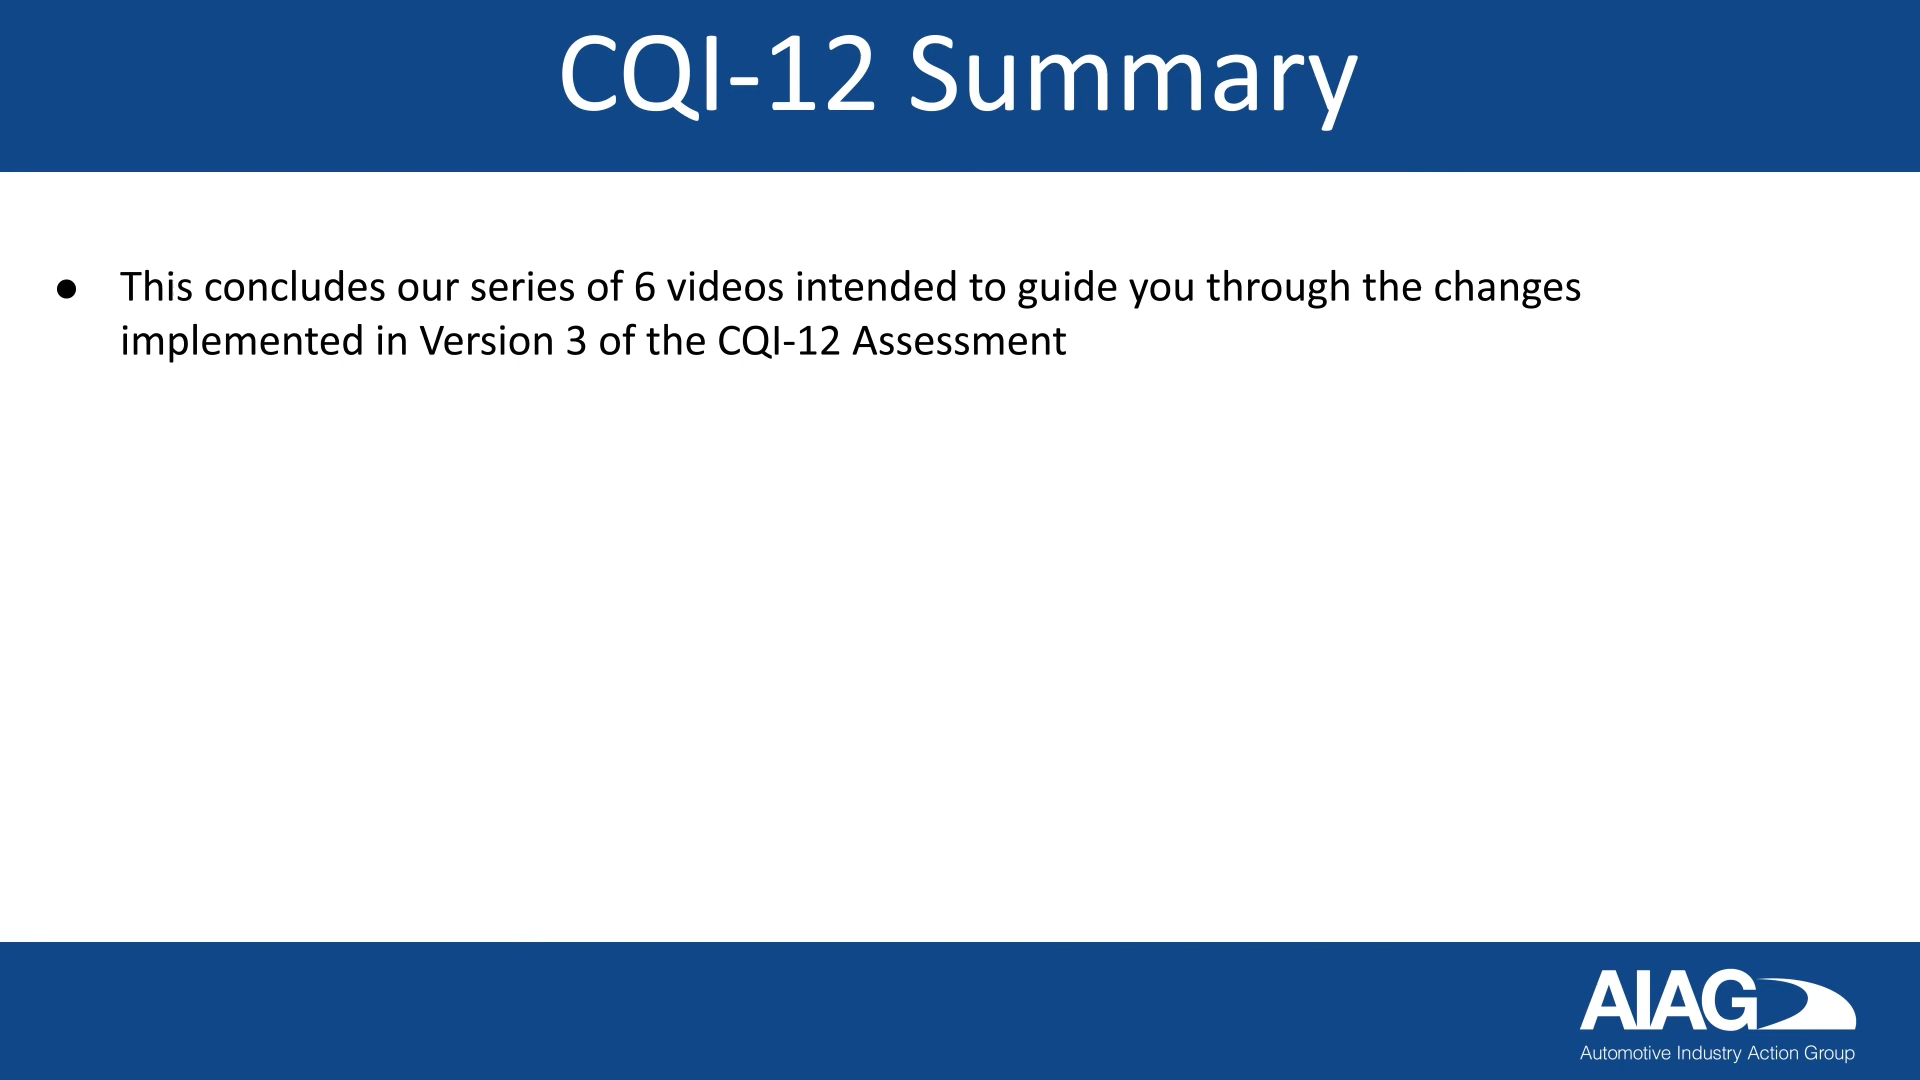 CQI-12 Summary
● This concludes our series of 6 videos intended to guide you through the changes
implemented in Version 3 of the CQI-12 Assessment
AIAG
Automotive Industry Action Group